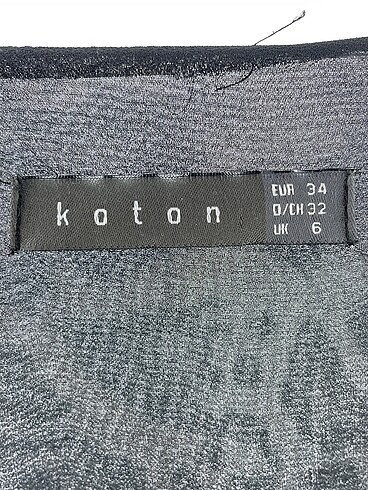 koton
EUR 34
D/CH 32
UK 6